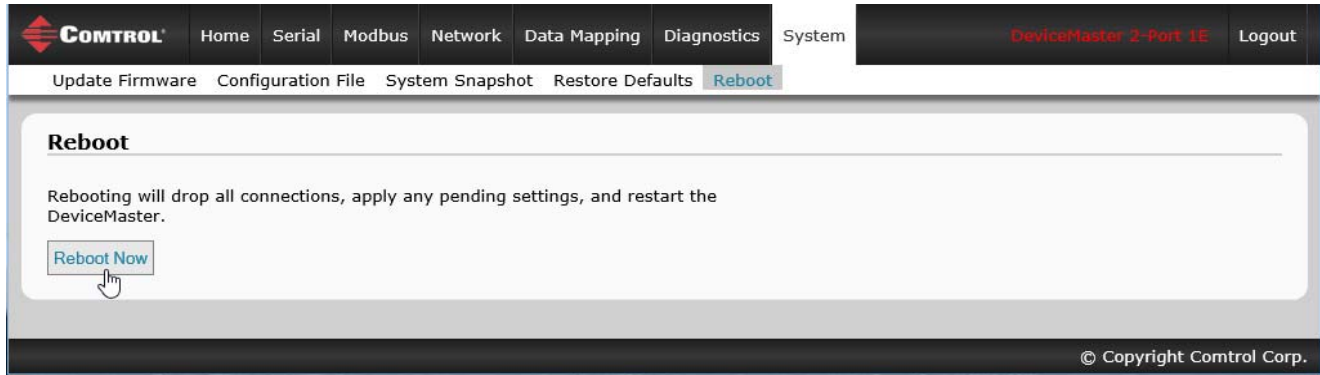 COMTROL Home Serial Modbus Network Data Mapping Diagnostics System DeviceMaster 2-Port 1E Logout
Update Firmware Configuration File System Snapshot Restore Defaults Reboot
Reboot
Rebooting will drop all connections, apply any pending settings, and restart the
DeviceMaster.
Reboot Now
© Copyright Comtrol Corp.